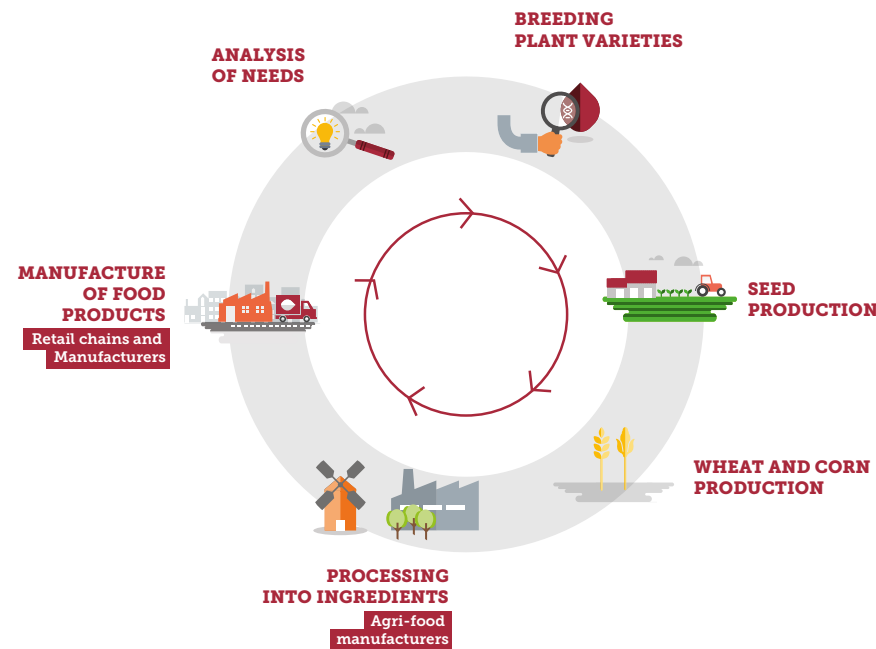 BREEDING
PLANT VARIETIES
ANALYSIS
OF NEEDS
SEED
PRODUCTION
WHEAT AND CORN
PRODUCTION
PROCESSING
INTO INGREDIENTS
Agri-food
manufacturers
MANUFACTURE
OF FOOD
PRODUCTS
Retail chains and
Manufacturers